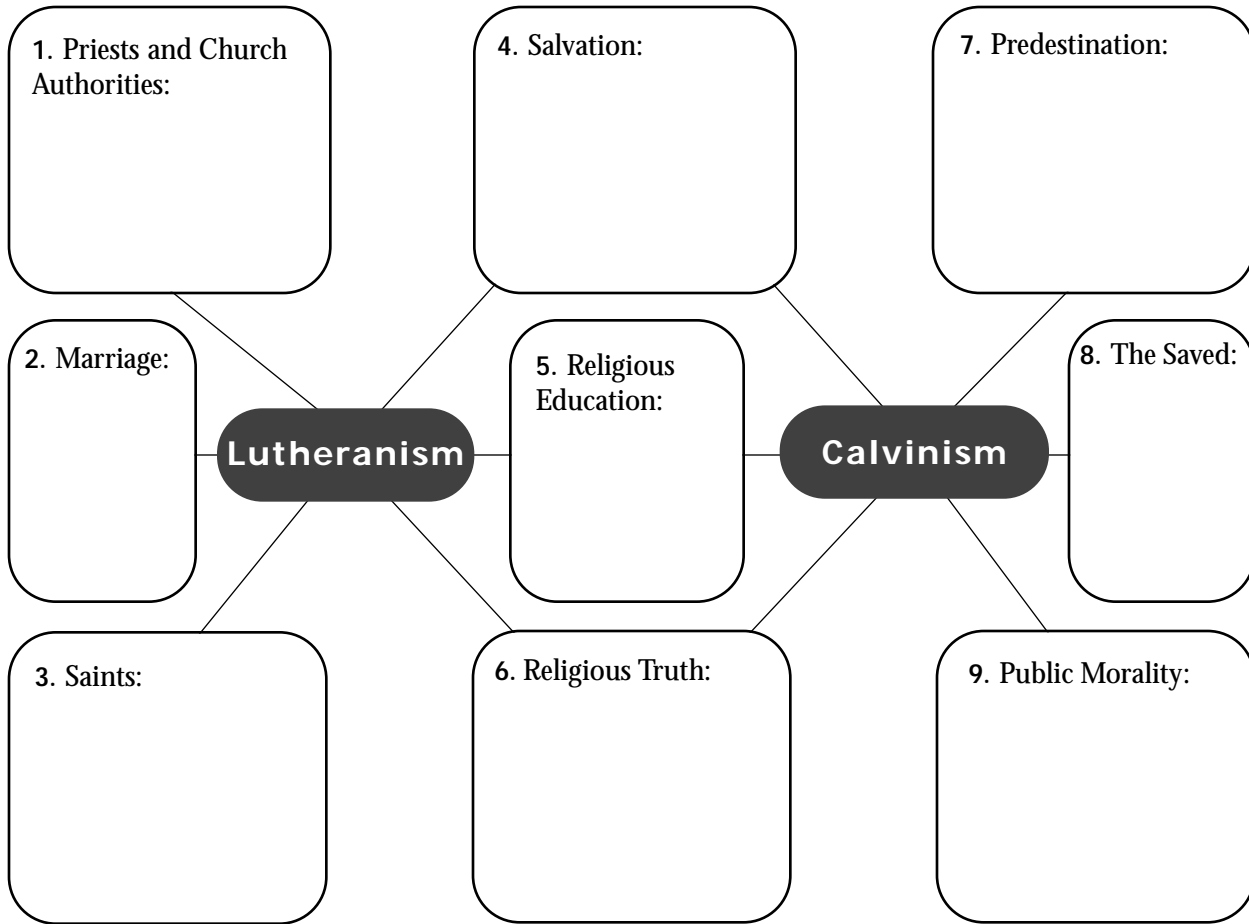 1. Priests and Church
Authorities:
4. Salvation:
7. Predestination:
2. Marriage:
5. Religious
Education:
8. The Saved:
Lutheranism
Calvinism
3. Saints:
6. Religious Truth:
9. Public Morality: